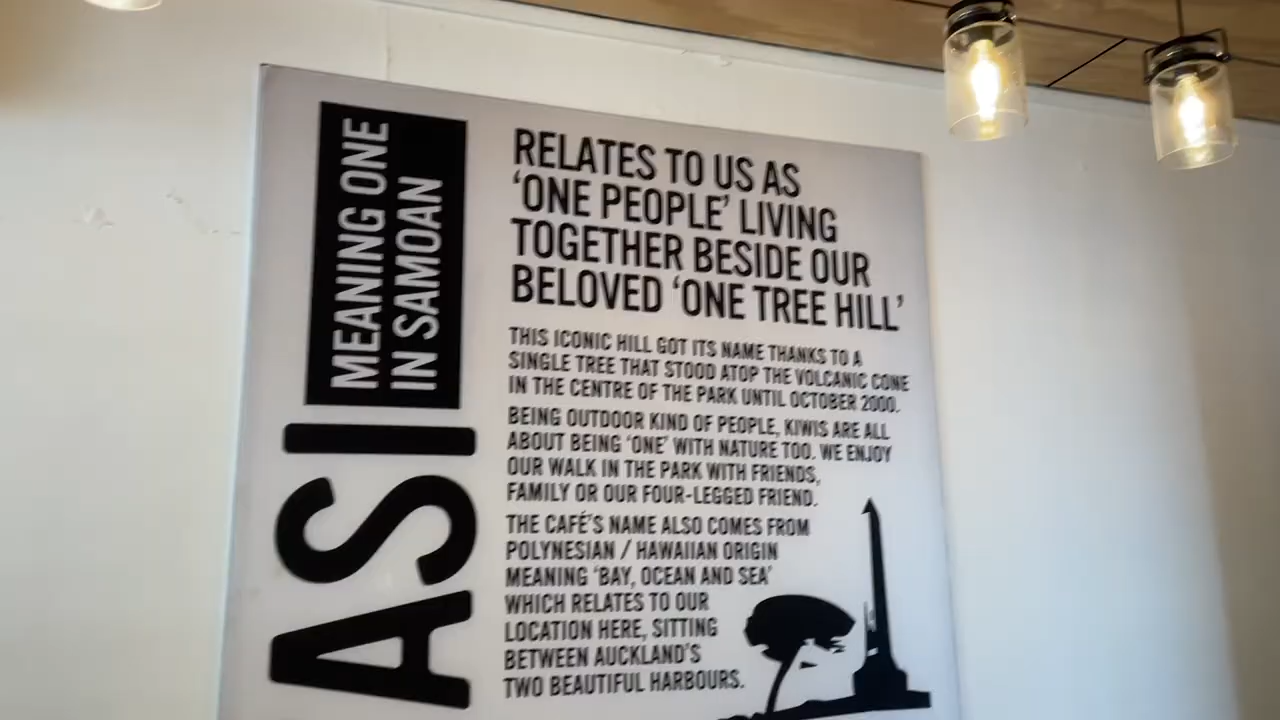 ASI
MEANING ONE
IN SAMOAN
RELATES TO US AS
‘ONE PEOPLE’ LIVING
TOGETHER BESIDE OUR
BELOVED ‘ONE TREE HILL’
THIS ICONIC HILL GOT ITS NAME THANKS TO A
SINGLE TREE THAT STOOD ATOP THE VOLCANIC CONE
IN THE CENTRE OF THE PARK UNTIL OCTOBER 2000.
BEING OUTDOOR KIND OF PEOPLE, KIWIS ARE ALL
ABOUT BEING ‘ONE’ WITH NATURE TOO. WE ENJOY
OUR WALK IN THE PARK WITH FRIENDS,
FAMILY OR OUR FOUR-LEGGED FRIEND.
THE CAFÉ’S NAME ALSO COMES FROM
POLYNESIAN / HAWAIIAN ORIGIN
MEANING ‘BAY, OCEAN AND SEA’
WHICH RELATES TO OUR
LOCATION HERE, SITTING
BETWEEN AUCKLAND’S
TWO BEAUTIFUL HARBOURS.